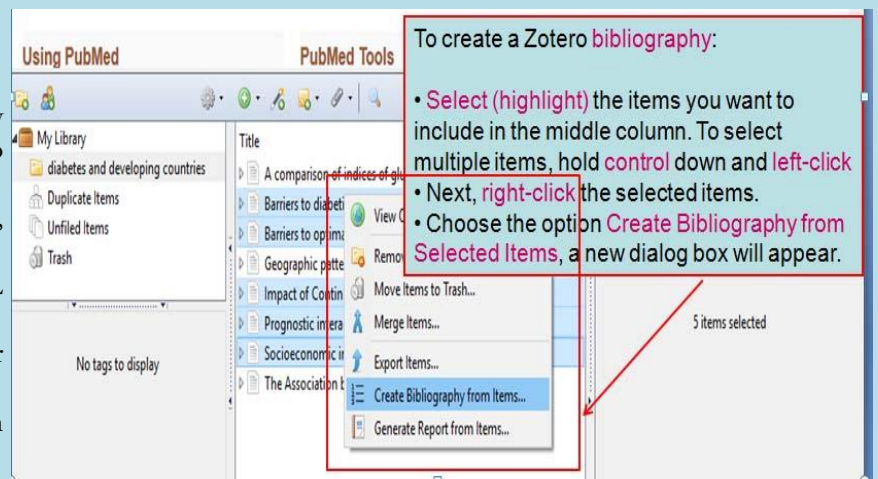 Using PubMed
PubMed Tools
To create a Zotero bibliography:
• Select (highlight) the items you want to
include in the middle column. To select
multiple items, hold control down and left-click
• Next, right-click the selected items.
• Choose the option Create Bibliography from
Selected Items, a new dialog box will appear.
My Library
diabetes and developing countries
Duplicate Items
Unfiled Items
Trash
No tags to display
Title
A comparison of indices of glu
Barriers to diabeti
Barriers to optima
Geographic patte
Impact of Contin
Prognostic intera
Socioeconomic i
The Association b
View
Remov
Move Items to Trash...
Merge Items...
Export Items...
Create Bibliography from Items...
Generate Report from Items...
5 items selected